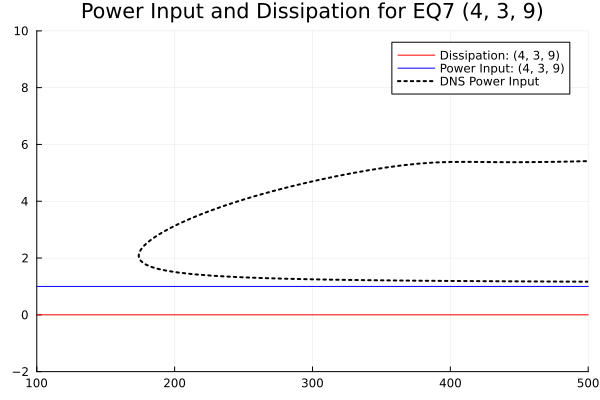 Power Input and Dissipation for EQ7 (4, 3, 9)
10
Dissipation: (4, 3, 9)
Power Input: (4, 3, 9)
DNS Power Input
8
6
4
2
0
−2
100 200 300 400 500